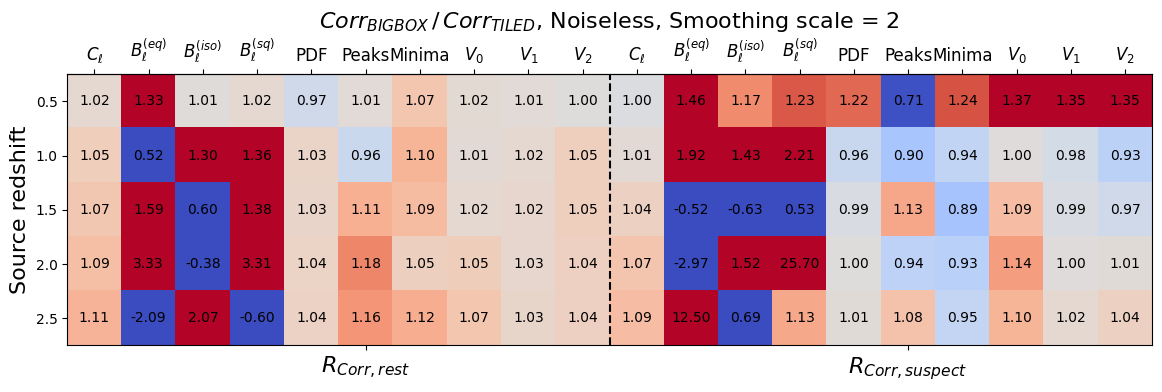 Corr_BIGBOX / Corr_TILED, Noiseless, Smoothing scale = 2
C_ℓ B_ℓ^(eq) B_ℓ^(iso) B_ℓ^(sq) PDF Peaks Minima V_0 V_1 V_2 C_ℓ B_ℓ^(eq) B_ℓ^(iso) B_ℓ^(sq) PDF Peaks Minima V_0 V_1 V_2
Source redshift
0.5 1.02 1.33 1.01 1.02 0.97 1.01 1.07 1.02 1.01 1.00 1.00 1.46 1.17 1.23 1.22 0.71 1.24 1.37 1.35 1.35
1.0 1.05 0.52 1.30 1.36 1.03 0.96 1.10 1.01 1.02 1.05 1.01 1.92 1.43 2.21 0.96 0.90 0.94 1.00 0.98 0.93
1.5 1.07 1.59 0.60 1.38 1.03 1.11 1.09 1.02 1.02 1.05 1.04 -0.52 -0.63 0.53 0.99 1.13 0.89 1.09 0.99 0.97
2.0 1.09 3.33 -0.38 3.31 1.04 1.18 1.05 1.05 1.03 1.04 1.07 -2.97 1.52 25.70 1.00 0.94 0.93 1.14 1.00 1.01
2.5 1.11 -2.09 2.07 -0.60 1.04 1.16 1.12 1.07 1.03 1.04 1.09 12.50 0.69 1.13 1.01 1.08 0.95 1.10 1.02 1.04
R_Corr,rest R_Corr,suspect